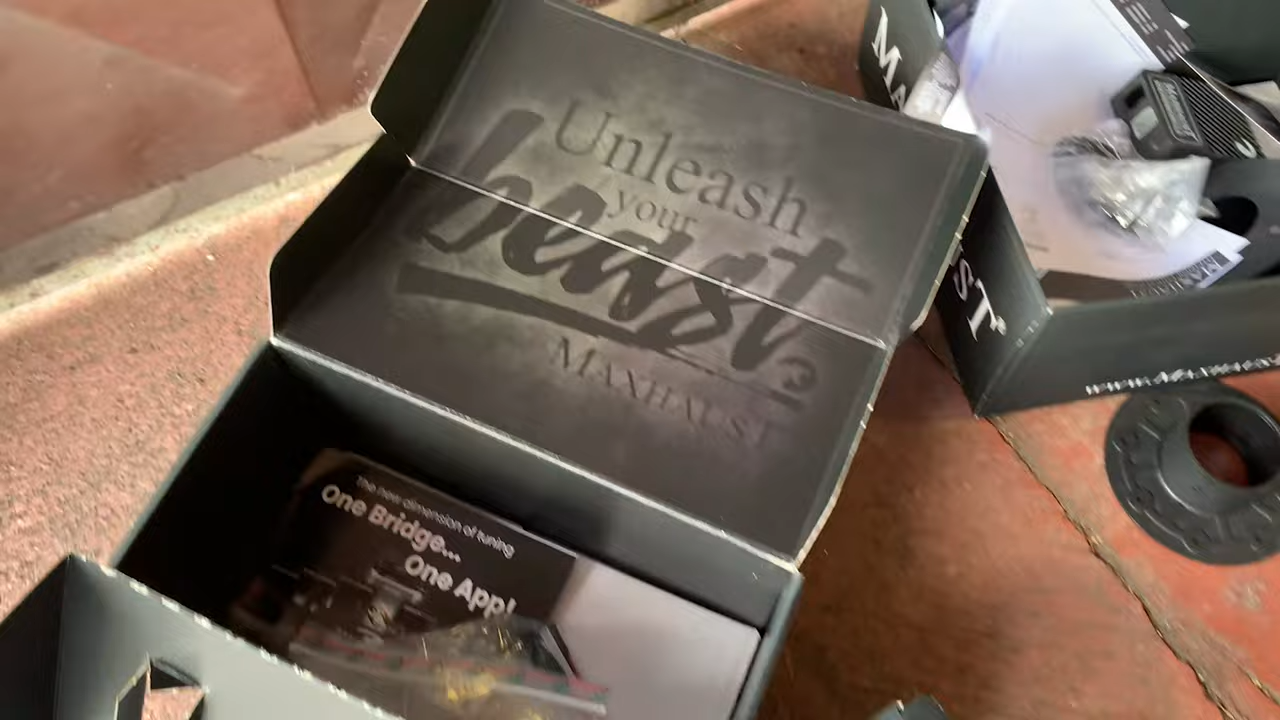 Unleash
your
beast
MAXHAUST
The new dimension of tuning
One Bridge...
One App!